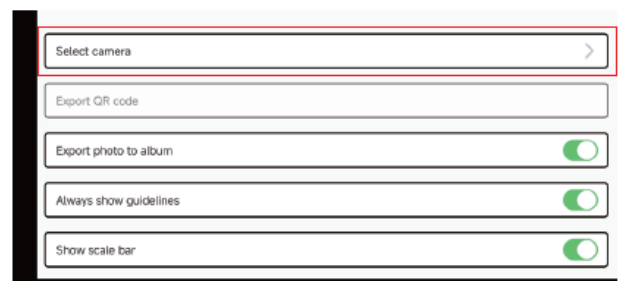 Select camera
Export QR code
Export photo to album
Always show guidelines
Show scale bar